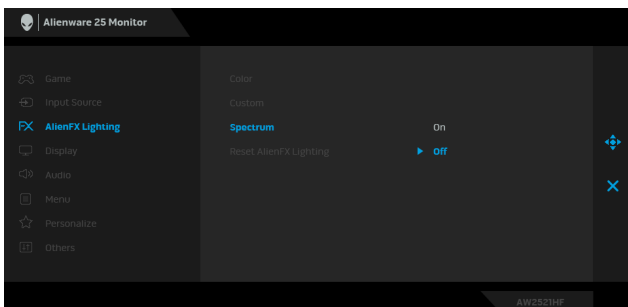 Alienware 25 Monitor
Game
Color
Input Source
Custom
FX AlienFX Lighting
Spectrum
On
Display
Reset AlienFX Lighting
Off
Audio
Menu
Personalize
Others
AW2521HF